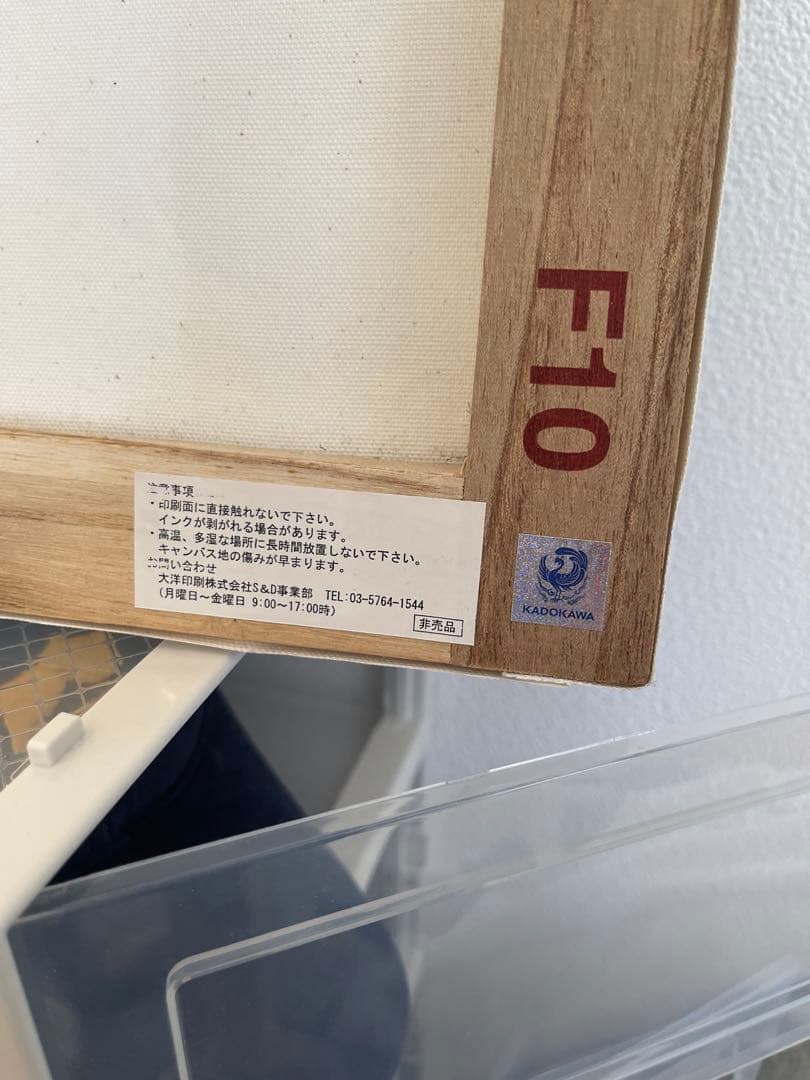 F10
注意事項
・印刷面に直接触れないで下さい。
インクが剥がれる場合があります。
・高温、多湿な場所に長時間放置しないで下さい。
キャンバス地の傷みが早まります。
お問い合わせ
大洋印刷株式会社S&D事業部 TEL:03-5764-1544
(月曜日～金曜日 9:00～17:00時)
非売品
KADOKAWA